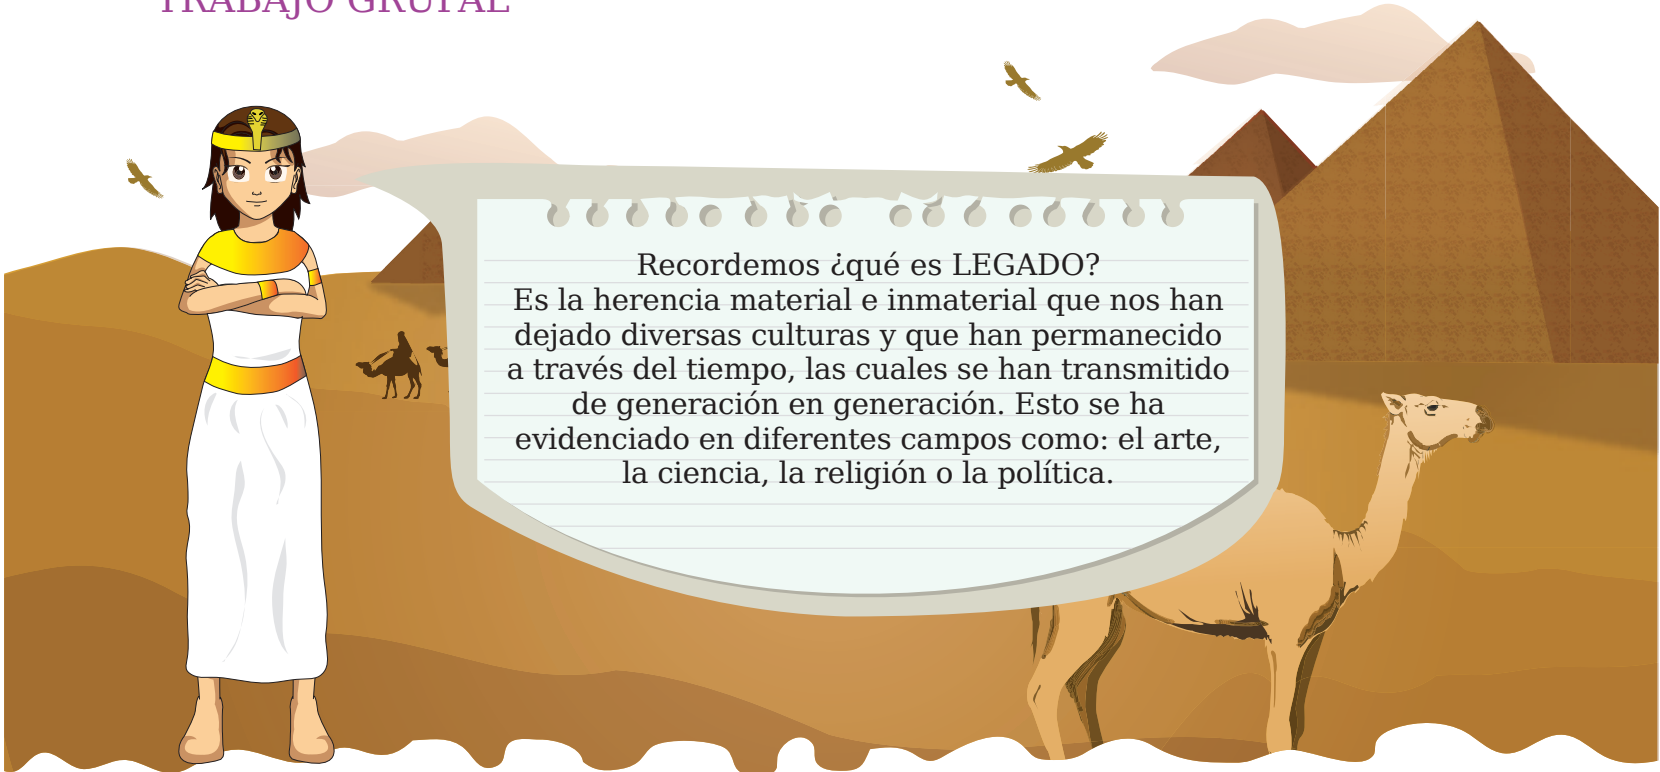 TRABAJO GRUPAL
Recordemos ¿qué es LEGADO?
Es la herencia material e inmaterial que nos han
dejado diversas culturas y que han permanecido
a través del tiempo, las cuales se han transmitido
de generación en generación. Esto se ha
evidenciado en diferentes campos como: el arte,
la ciencia, la religión o la política.